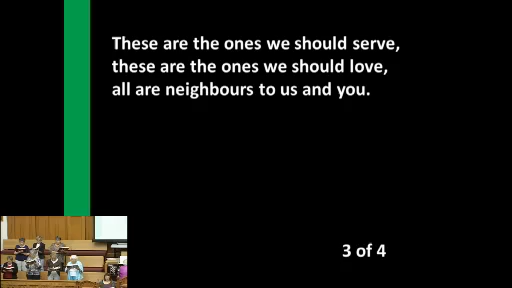 These are the ones we should serve,
these are the ones we should love,
all are neighbours to us and you.
3 of 4